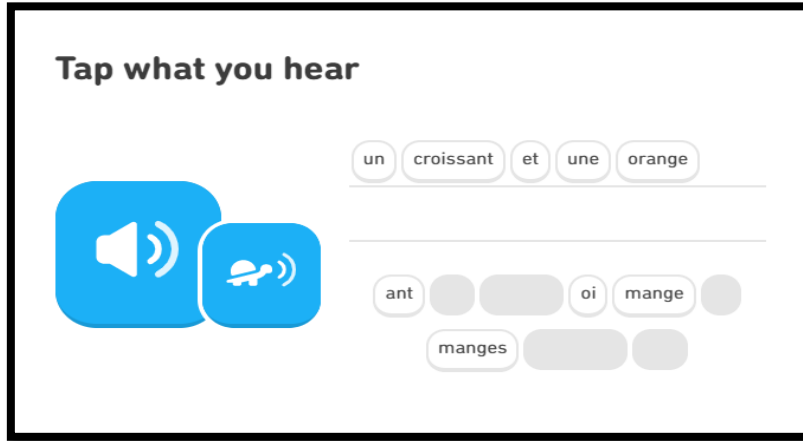 Tap what you hear
un croissant et une orange
ant oi mange
manges